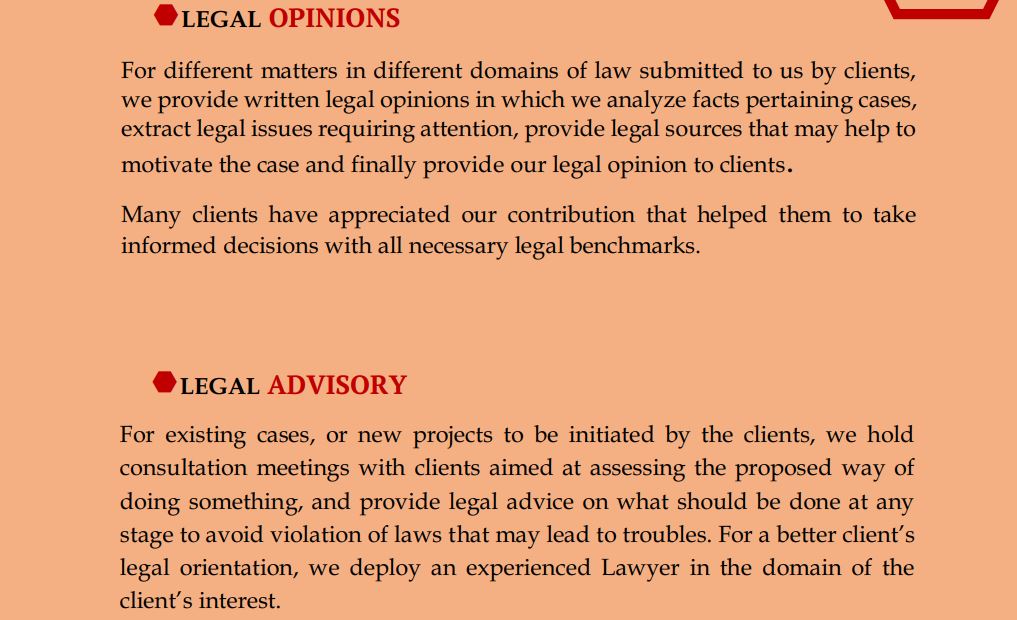 LEGAL OPINIONS
For different matters in different domains of law submitted to us by clients,
we provide written legal opinions in which we analyze facts pertaining cases,
extract legal issues requiring attention, provide legal sources that may help to
motivate the case and finally provide our legal opinion to clients.
Many clients have appreciated our contribution that helped them to take
informed decisions with all necessary legal benchmarks.
LEGAL ADVISORY
For existing cases, or new projects to be initiated by the clients, we hold
consultation meetings with clients aimed at assessing the proposed way of
doing something, and provide legal advice on what should be done at any
stage to avoid violation of laws that may lead to troubles. For a better client’s
legal orientation, we deploy an experienced Lawyer in the domain of the
client’s interest.